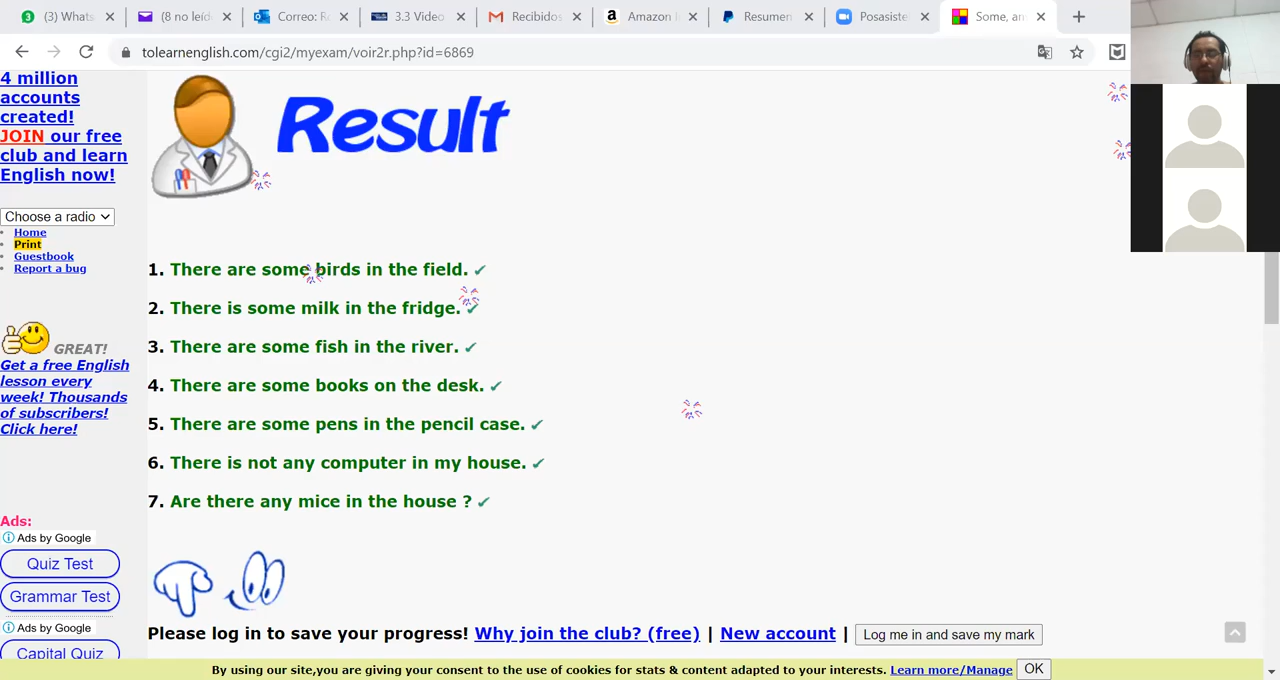 (3) Whats
(8 no leíd
Correo: R
3.3 Video
Recibidos
Amazon
Resumen
Posasiste
Some, an
tolearnenglish.com/cgi2/myexam/voir2r.php?id=6869
4 million
accounts
created!
JOIN our free
club and learn
English now!
Choose a radio
Home
Print
Guestbook
Report a bug
GREAT!
Get a free English
lesson every
week! Thousands
of subscribers!
Click here!
Ads:
Ads by Google
Quiz Test
Grammar Test
Ads by Google
Capital Quiz
Result
1. There are some birds in the field.
2. There is some milk in the fridge.
3. There are some fish in the river.
4. There are some books on the desk.
5. There are some pens in the pencil case.
6. There is not any computer in my house.
7. Are there any mice in the house ?
Please log in to save your progress! Why join the club? (free) | New account | Log me in and save my mark
By using our site,you are giving your consent to the use of cookies for stats & content adapted to your interests. Learn more/Manage OK